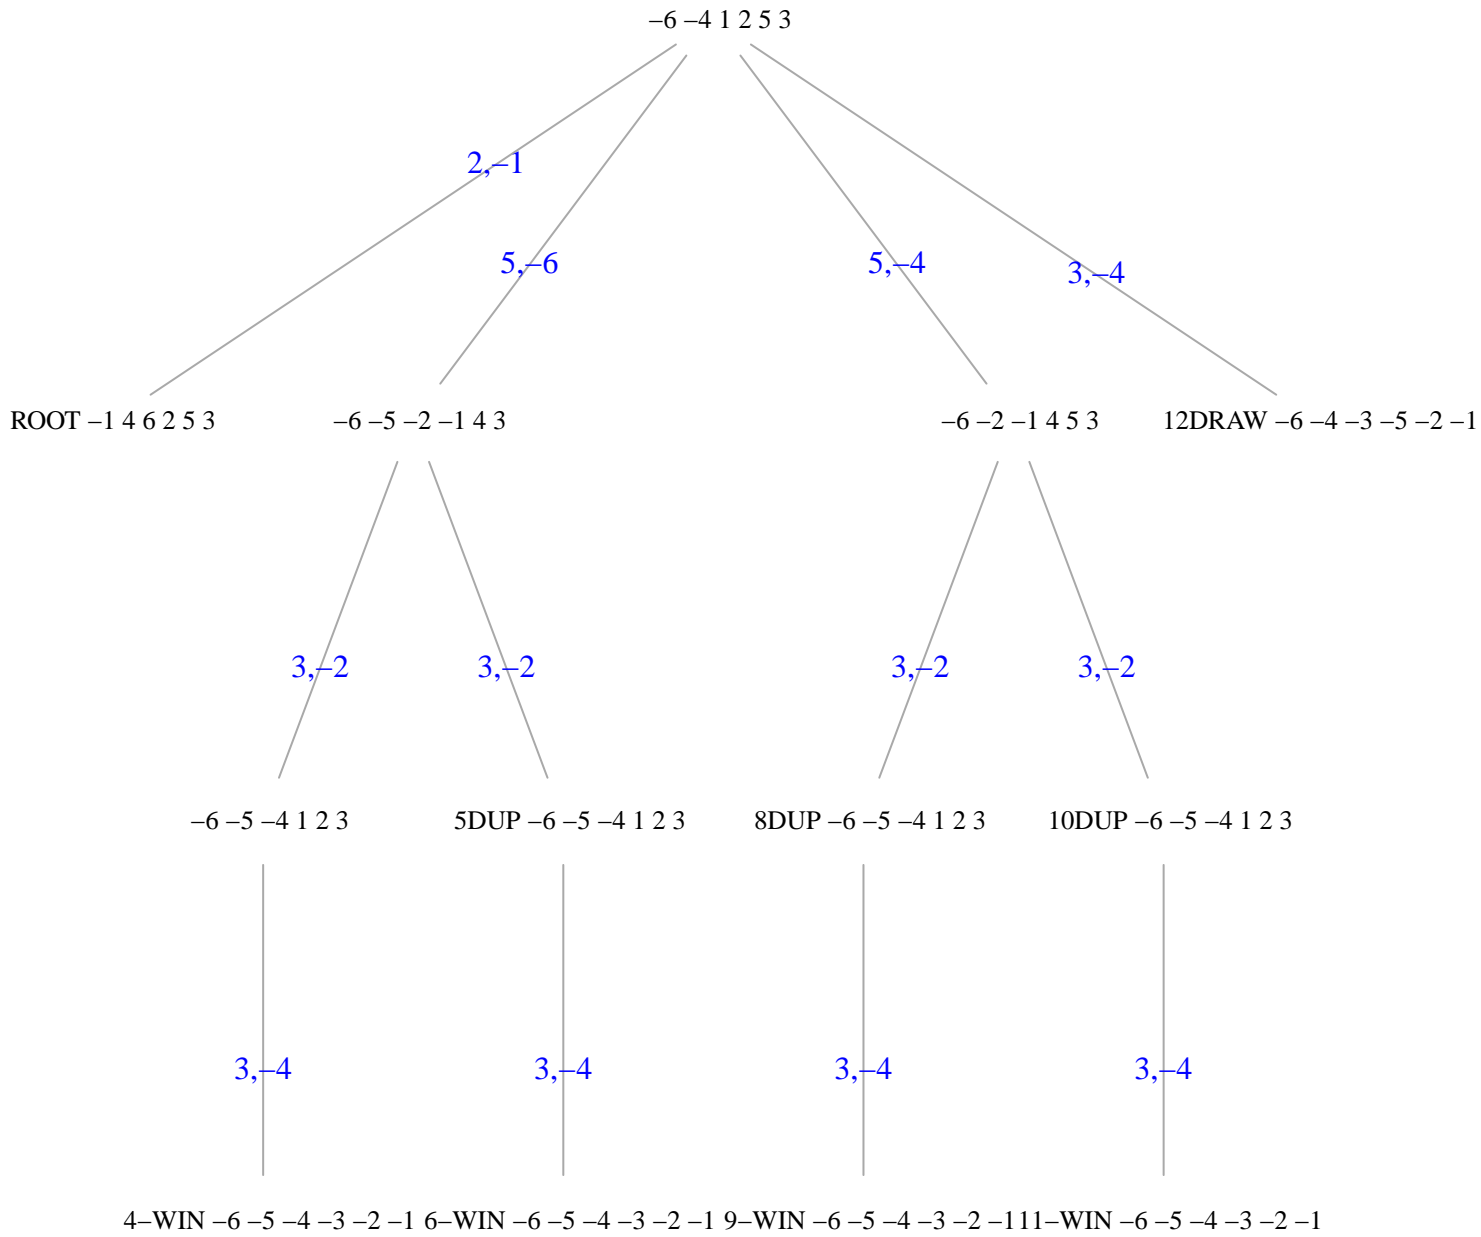 –6 –4 1 2 5 3
2,–1
5,–6
5,–4
3,–4
ROOT –1 4 6 2 5 3
–6 –5 –2 –1 4 3
–6 –2 –1 4 5 3
12DRAW –6 –4 –3 –5 –2 –1
3,–2
3,–2
3,–2
3,–2
–6 –5 –4 1 2 3
5DUP –6 –5 –4 1 2 3
8DUP –6 –5 –4 1 2 3
10DUP –6 –5 –4 1 2 3
3,–4
3,–4
3,–4
3,–4
4–WIN –6 –5 –4 –3 –2 –1
6–WIN –6 –5 –4 –3 –2 –1
9–WIN –6 –5 –4 –3 –2 –1
11–WIN –6 –5 –4 –3 –2 –1